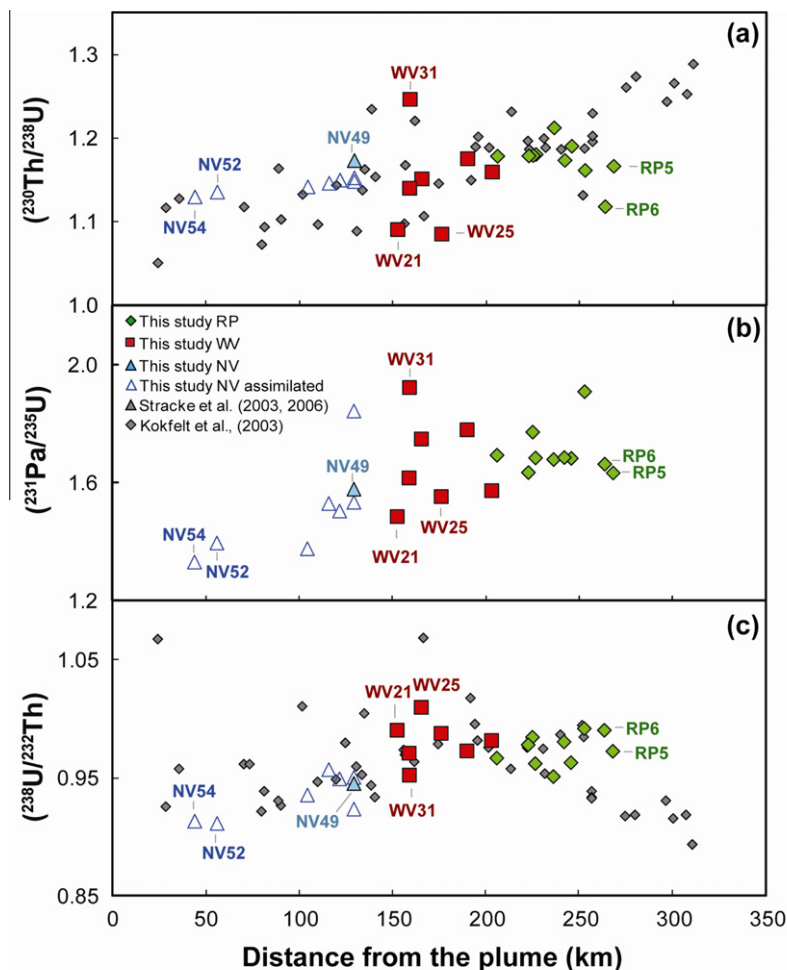 (a)
1.3
WV31
(²³⁰Th/²³⁸U)
1.2
NV49
NV52
RP5
1.1
RP6
NV54
WV25
WV21
1.0
(b)
This study RP
2.0
This study WV
WV31
This study NV
This study NV assimilated
Stracke et al. (2003, 2006)
Kokfelt et al., (2003)
(²³¹Pa/²³⁵U)
1.6
NV49
RP6
RP5
NV54
WV25
NV52
WV21
1.2
(c)
1.05
WV21
WV25
(²³⁸U/²³²Th)
RP6
0.95
RP5
NV54
NV49
WV31
NV52
0.85
0 50 100 150 200 250 300 350
Distance from the plume (km)